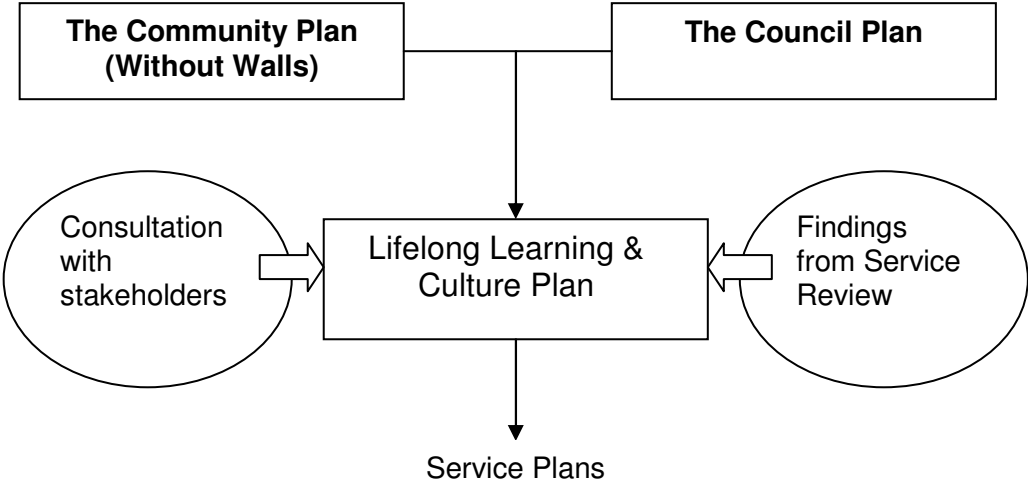 The Community Plan
(Without Walls)
The Council Plan
Consultation
with
stakeholders
Lifelong Learning &
Culture Plan
Findings
from Service
Review
Service Plans